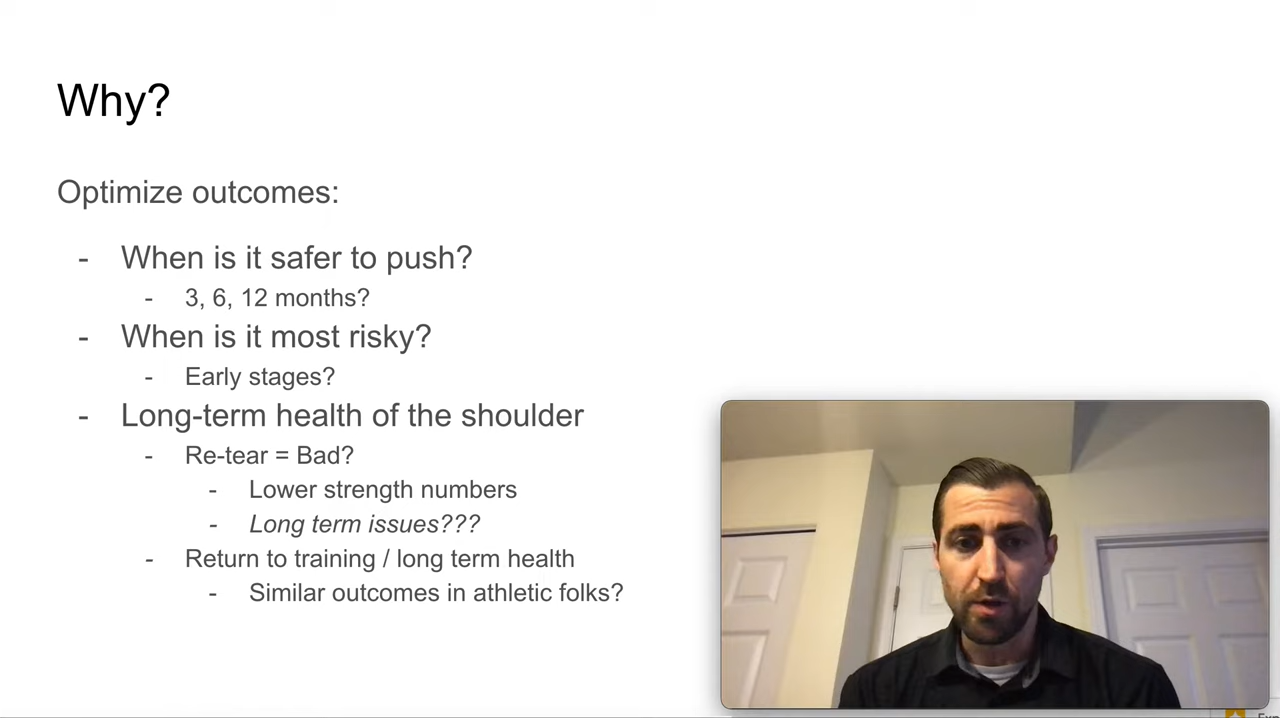 Why?
Optimize outcomes:
- When is it safer to push?
- 3, 6, 12 months?
- When is it most risky?
- Early stages?
- Long-term health of the shoulder
- Re-tear = Bad?
- Lower strength numbers
- Long term issues???
- Return to training / long term health
- Similar outcomes in athletic folks?